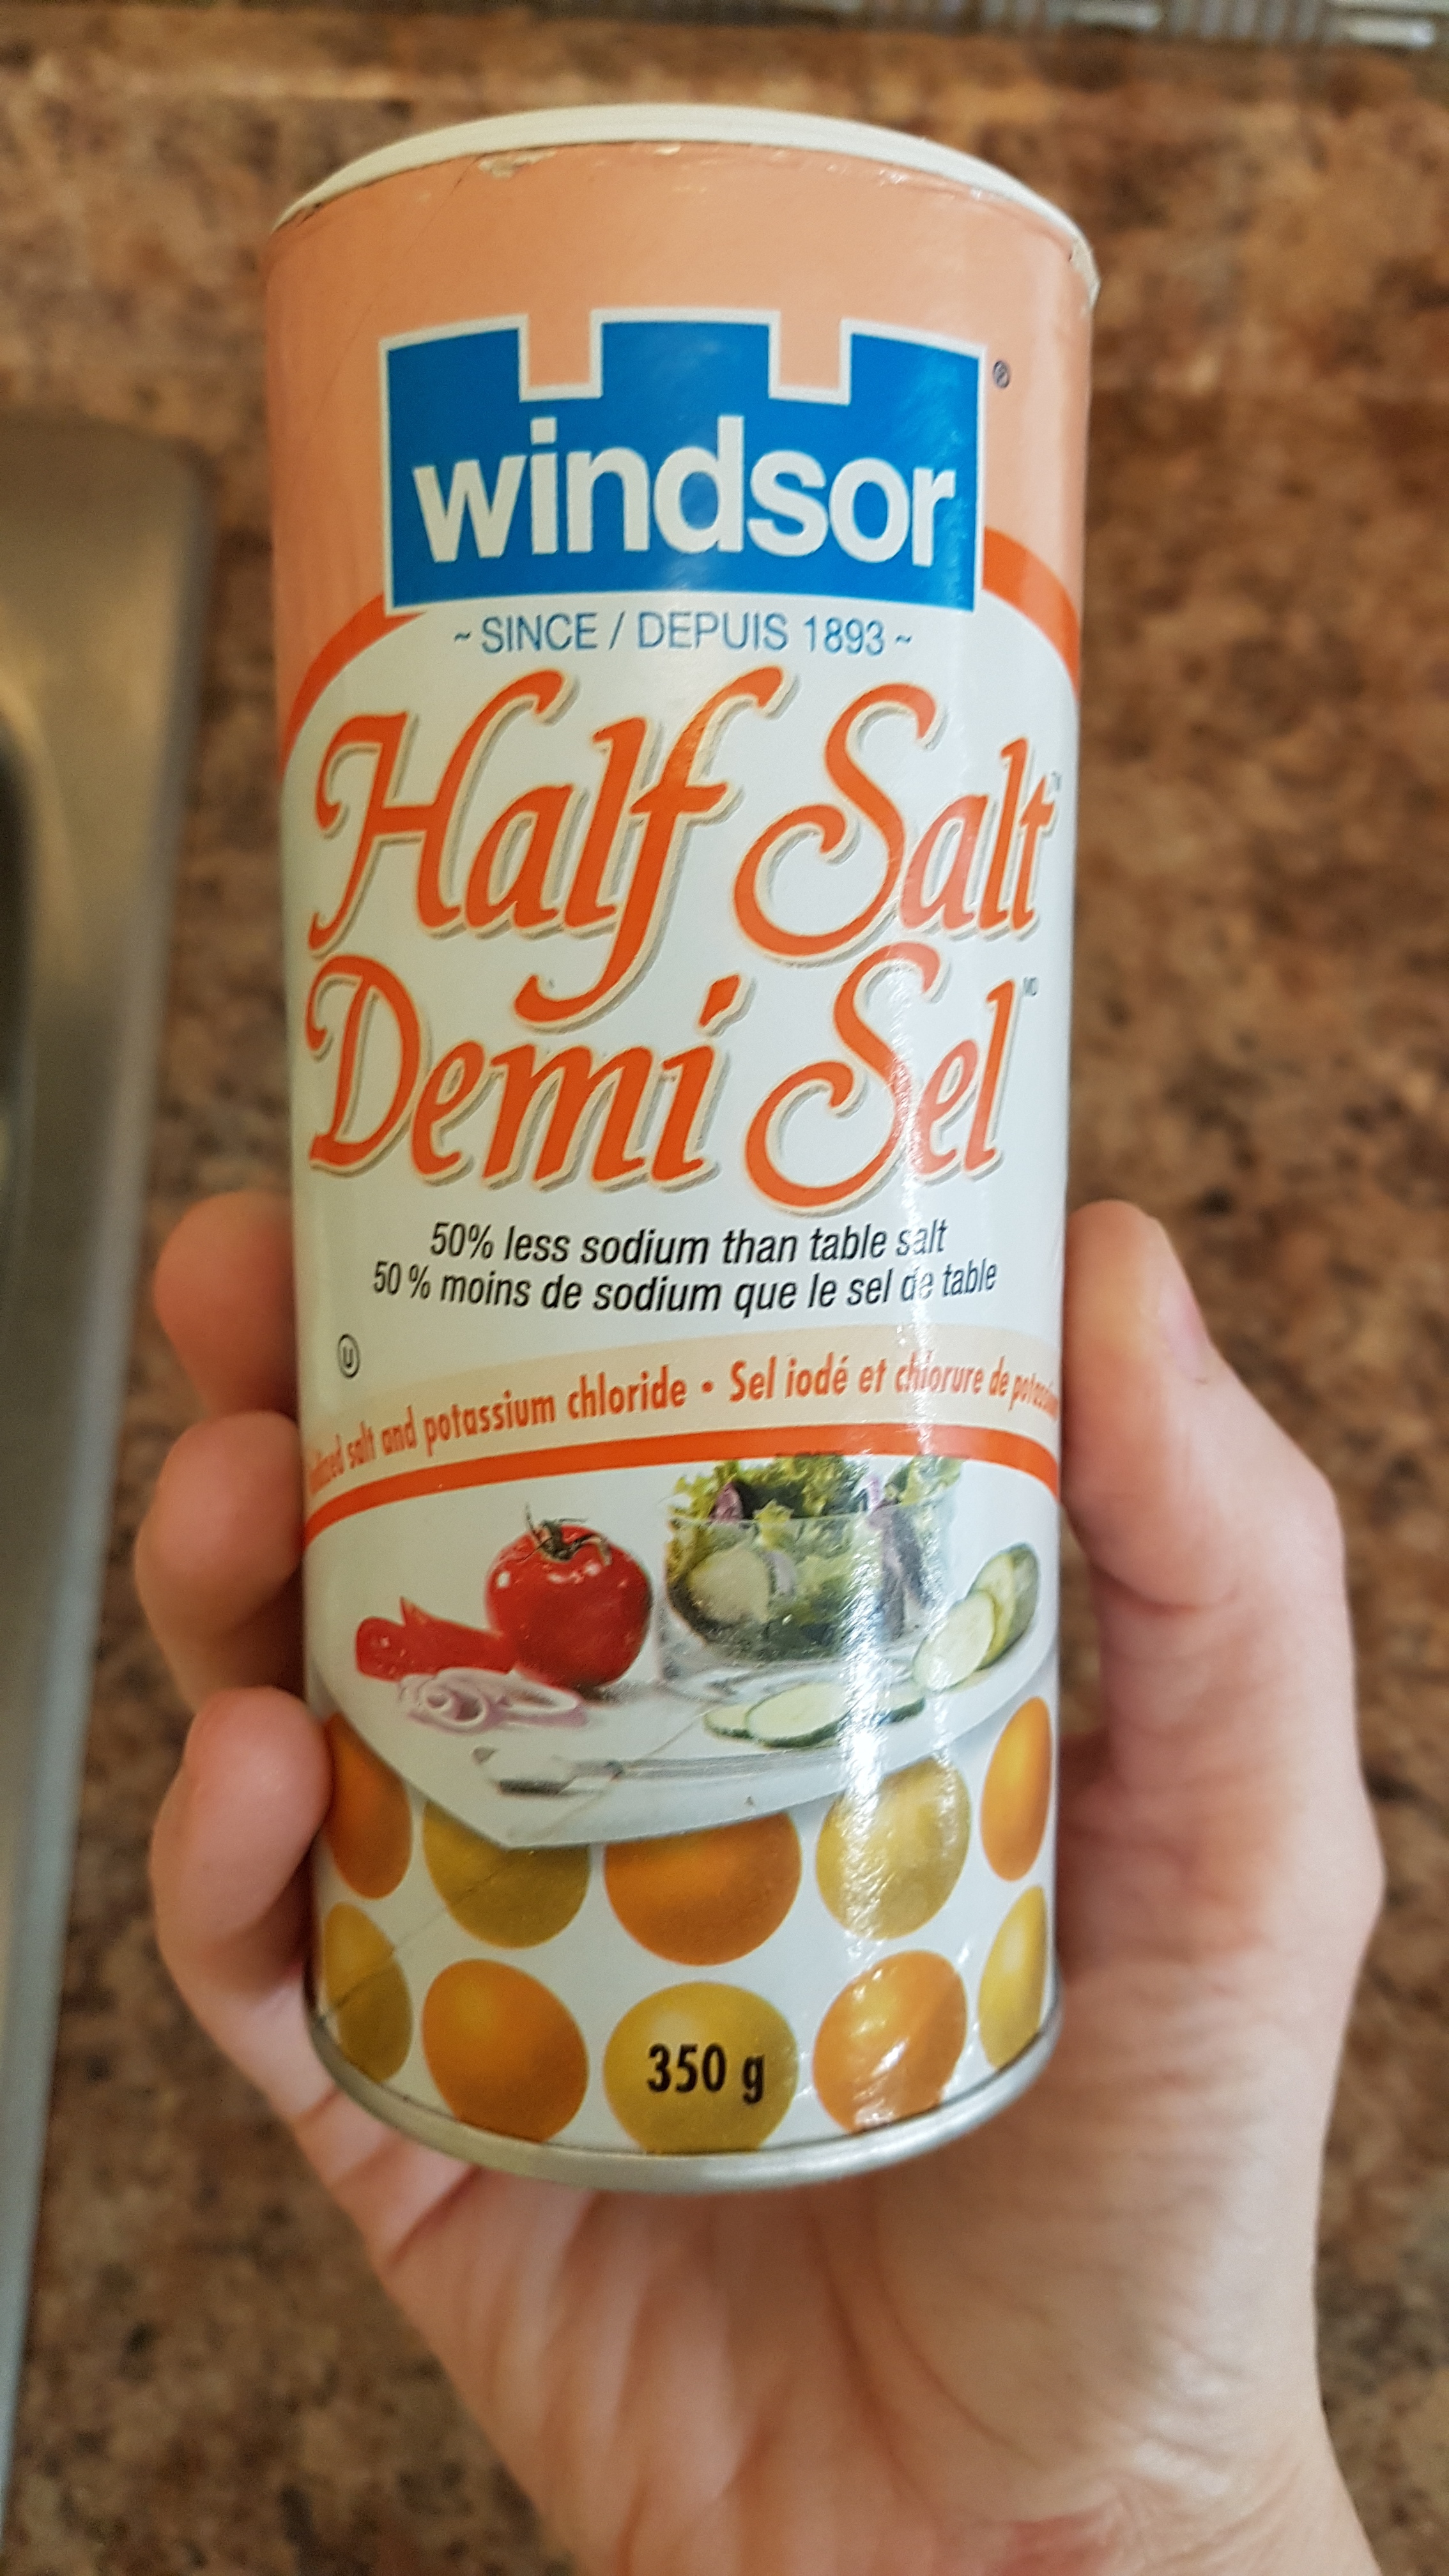 windsor ®
~ SINCE / DEPUIS 1893 ~
Half Salt
Demi Sel MD
50% less sodium than table salt
50 % moins de sodium que le sel de table
U
salt and potassium chloride • Sel iodé et chlorure de
350 g